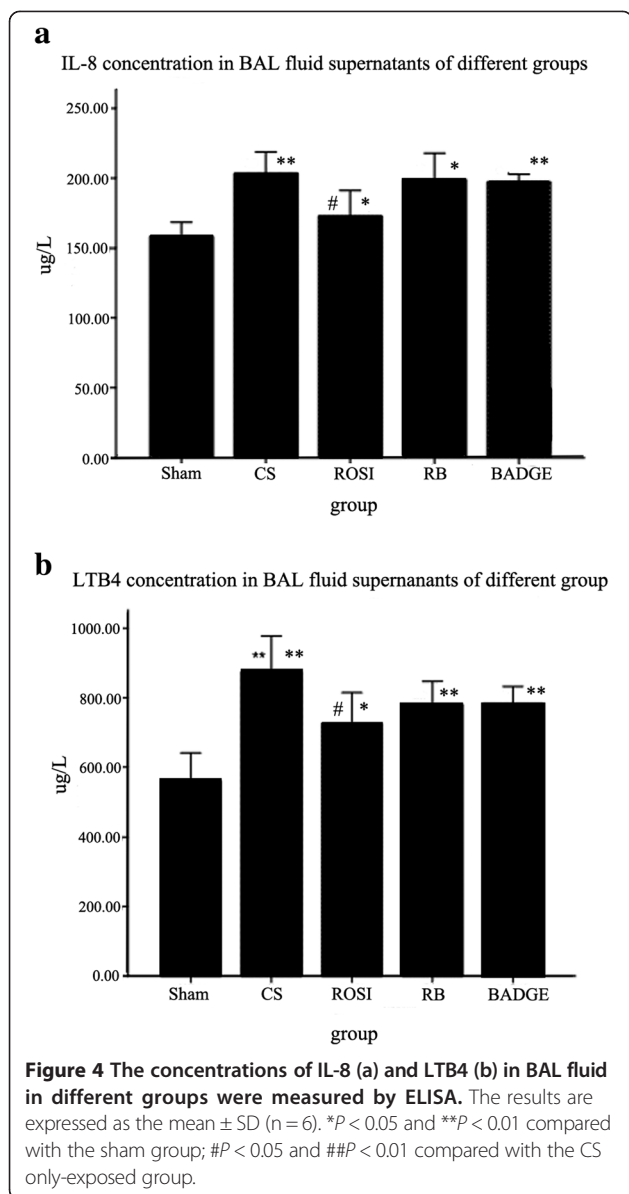 a
IL-8 concentration in BAL fluid supernatants of different groups
250.00
200.00
150.00
100.00
50.00
0.00
ug/L
**
# *
*
**
Sham CS ROSI RB BADGE
group
b
LTB4 concentration in BAL fluid supernanants of different group
1000.00
800.00
600.00
400.00
200.00
0.00
ug/L
** **
# *
**
**
Sham CS ROSI RB BADGE
group
Figure 4 The concentrations of IL-8 (a) and LTB4 (b) in BAL fluid
in different groups were measured by ELISA. The results are
expressed as the mean ± SD (n = 6). *P < 0.05 and **P < 0.01 compared
with the sham group; #P < 0.05 and ##P < 0.01 compared with the CS
only-exposed group.